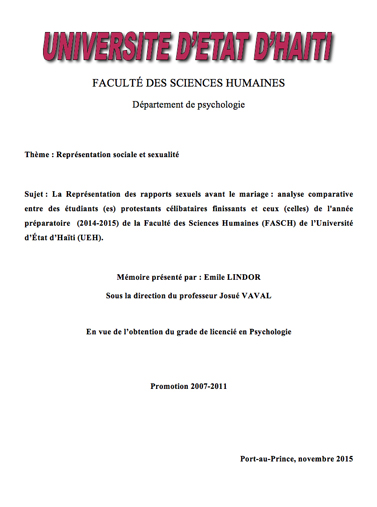 UNIVERSITE D'ETAT D'HAITI
FACULTÉ DES SCIENCES HUMAINES
Département de psychologie
Thème : Représentation sociale et sexualité
Sujet : La Représentation des rapports sexuels avant le mariage : analyse comparative
entre des étudiants (es) protestants célibataires finissants et ceux (celles) de l'année
préparatoire (2014-2015) de la Faculté des Sciences Humaines (FASCH) de l'Université
d'État d'Haïti (UEH).
Mémoire présenté par : Emile LINDOR
Sous la direction du professeur Josué VAVAL
En vue de l'obtention du grade de licencié en Psychologie
Promotion 2007-2011
Port-au-Prince, novembre 2015